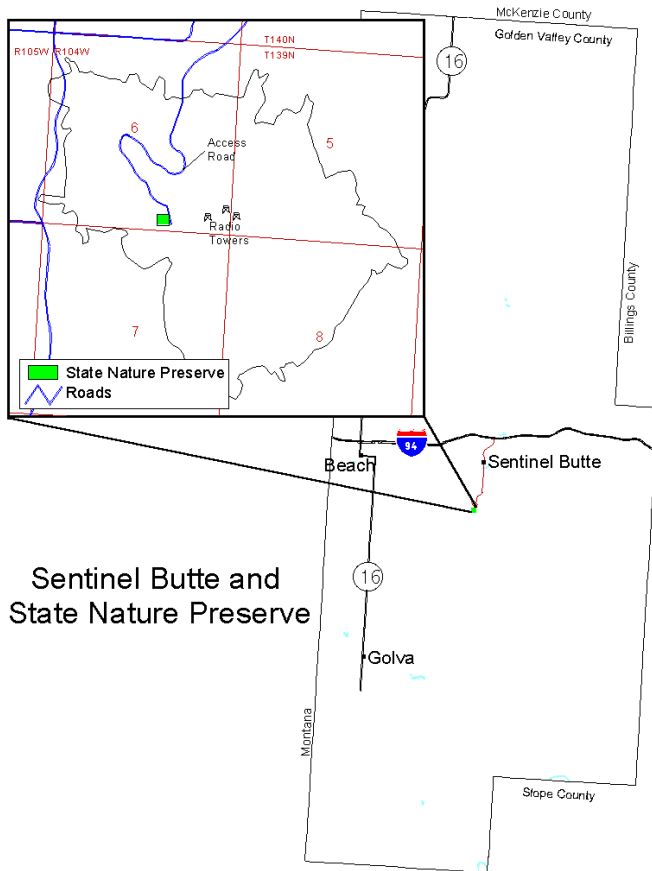 McKenzie County
Golden Valley County
16
T140N
R105W R104W
T139N
6
5
Access
Road
Radio
Towers
7
8
State Nature Preserve
Roads
Billings County
94
Beach
Sentinel Butte
Sentinel Butte and
State Nature Preserve
16
Golva
Montana
Slope County